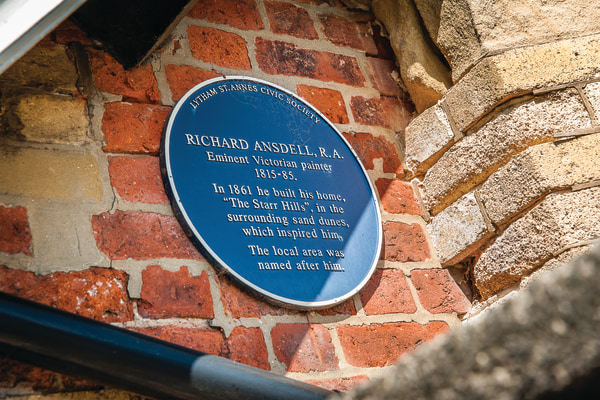 LYTHAM ST. ANNES CIVIC SOCIETY
RICHARD ANSDELL, R.A.
Eminent Victorian painter
1815-85.
In 1861 he built his home,
"The Starr Hills", in the
surrounding sand dunes,
which inspired him.
The local area was
named after him.